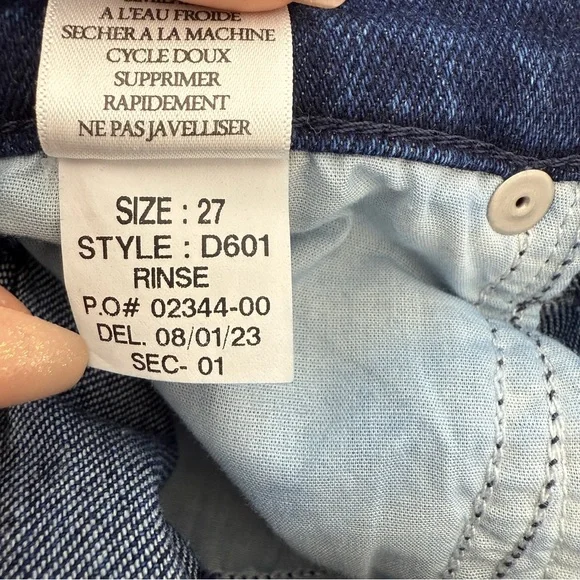 À L'EAU FROIDE
SECHER A LA MACHINE
CYCLE DOUX
SUPPRIMER
RAPIDEMENT
NE PAS JAVELLISER
SIZE : 27
STYLE : D601
RINSE
P.O# 02344-00
DEL. 08/01/23
SEC- 01